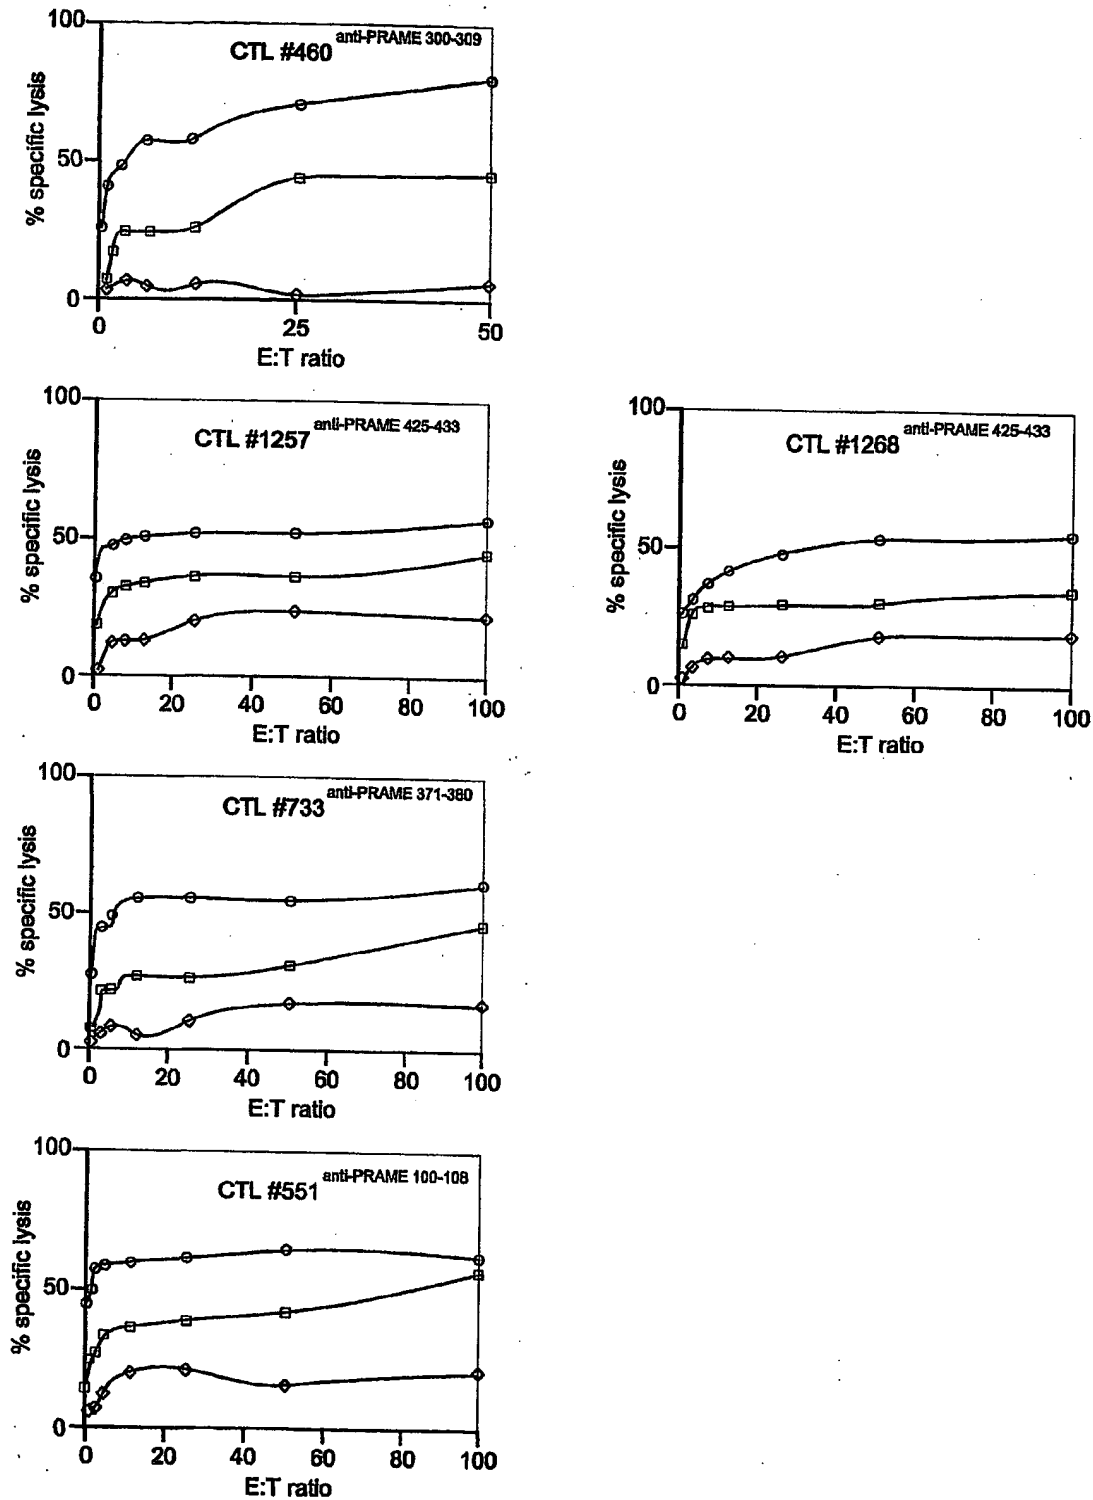 100
CTL #460 anti-PRAME 300-309
% specific lysis
50
0
0 25 50
E:T ratio
100
CTL #1257 anti-PRAME 425-433
% specific lysis
50
0
0 20 40 60 80 100
E:T ratio
100
CTL #1268 anti-PRAME 425-433
% specific lysis
50
0
0 20 40 60 80 100
E:T ratio
100
CTL #733 anti-PRAME 371-380
% specific lysis
50
0
0 20 40 60 80 100
E:T ratio
100
CTL #551 anti-PRAME 100-108
% specific lysis
50
0
0 20 40 60 80 100
E:T ratio